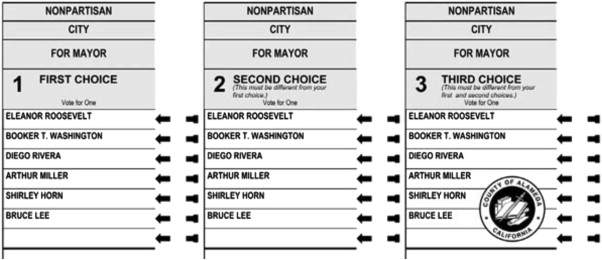 NONPARTISAN
CITY
FOR MAYOR
1 FIRST CHOICE
Vote for One
ELEANOR ROOSEVELT
BOOKER T. WASHINGTON
DIEGO RIVERA
ARTHUR MILLER
SHIRLEY HORN
BRUCE LEE
NONPARTISAN
CITY
FOR MAYOR
2 SECOND CHOICE
(This must be different from your
first choice.)
Vote for One
ELEANOR ROOSEVELT
BOOKER T. WASHINGTON
DIEGO RIVERA
ARTHUR MILLER
SHIRLEY HORN
BRUCE LEE
NONPARTISAN
CITY
FOR MAYOR
3 THIRD CHOICE
(This must be different from your
first and second choices.)
Vote for One
ELEANOR ROOSEVELT
BOOKER T. WASHINGTON
DIEGO RIVERA
ARTHUR MILLER
SHIRLEY HORN
BRUCE LEE
COUNTY OF ALAMEDA
CALIFORNIA